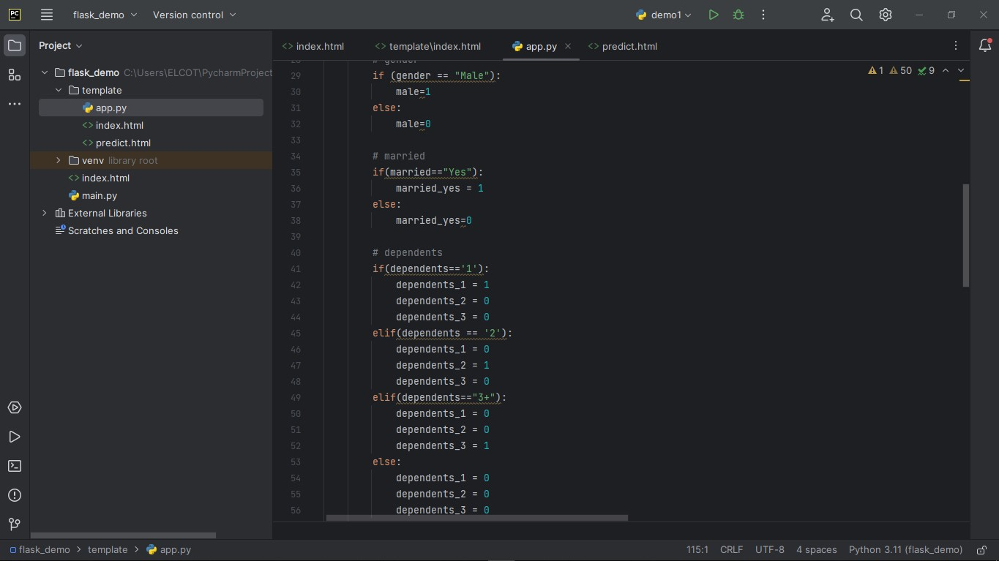 PC flask_demo Version control demo1
Project
index.html template\index.html app.py predict.html
flask_demo C:\Users\ELCOT\PycharmProject
template
app.py
index.html
predict.html
venv library root
index.html
main.py
External Libraries
Scratches and Consoles
1 50 9
28 # gender
29 if (gender == "Male"):
30 male=1
31 else:
32 male=0
33
34 # married
35 if(married=="Yes"):
36 married_yes = 1
37 else:
38 married_yes=0
39
40 # dependents
41 if(dependents=='1'):
42 dependents_1 = 1
43 dependents_2 = 0
44 dependents_3 = 0
45 elif(dependents == '2'):
46 dependents_1 = 0
47 dependents_2 = 1
48 dependents_3 = 0
49 elif(dependents=="3+"):
50 dependents_1 = 0
51 dependents_2 = 0
52 dependents_3 = 1
53 else:
54 dependents_1 = 0
55 dependents_2 = 0
56 dependents_3 = 0
flask_demo > template > app.py 115:1 CRLF UTF-8 4 spaces Python 3.11 (flask_demo)